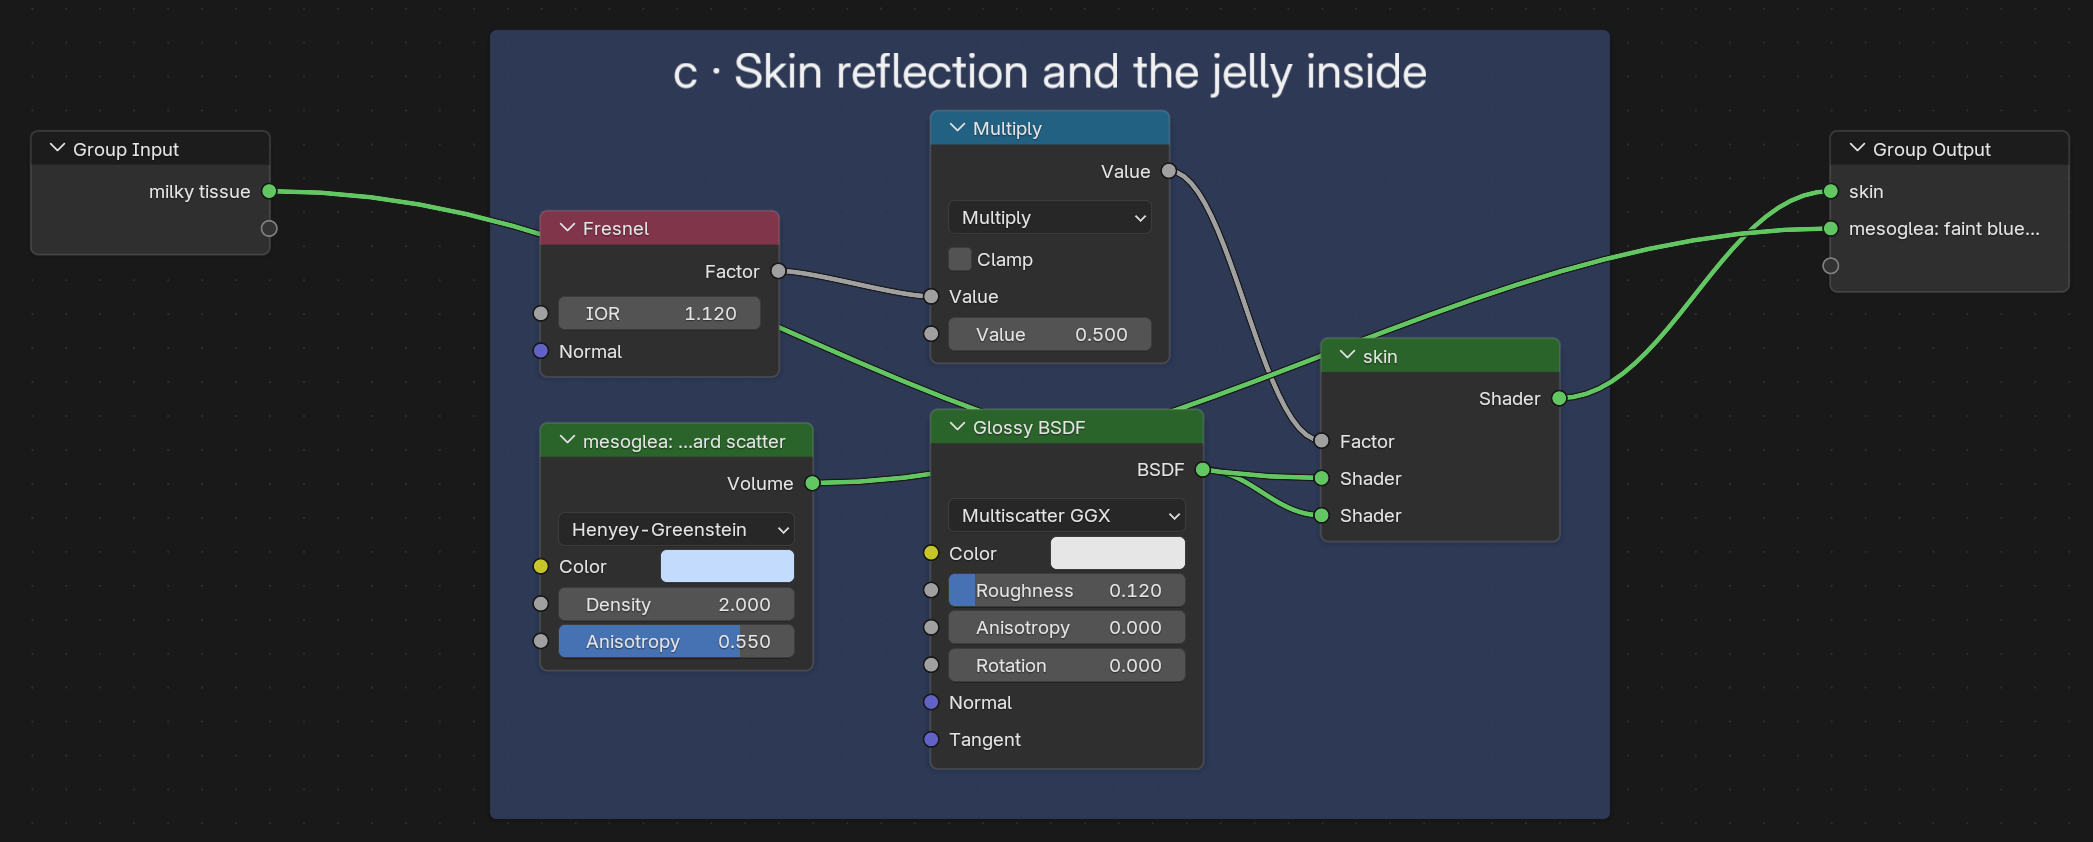 c · Skin reflection and the jelly inside
Group Input
milky tissue
Fresnel
Factor
IOR 1.120
Normal
mesoglea: ...ard scatter
Volume
Henyey-Greenstein
Color
Density 2.000
Anisotropy 0.550
Multiply
Value
Multiply
Clamp
Value
Value 0.500
Glossy BSDF
BSDF
Multiscatter GGX
Color
Roughness 0.120
Anisotropy 0.000
Rotation 0.000
Normal
Tangent
skin
Shader
Factor
Shader
Shader
Group Output
skin
mesoglea: faint blue...